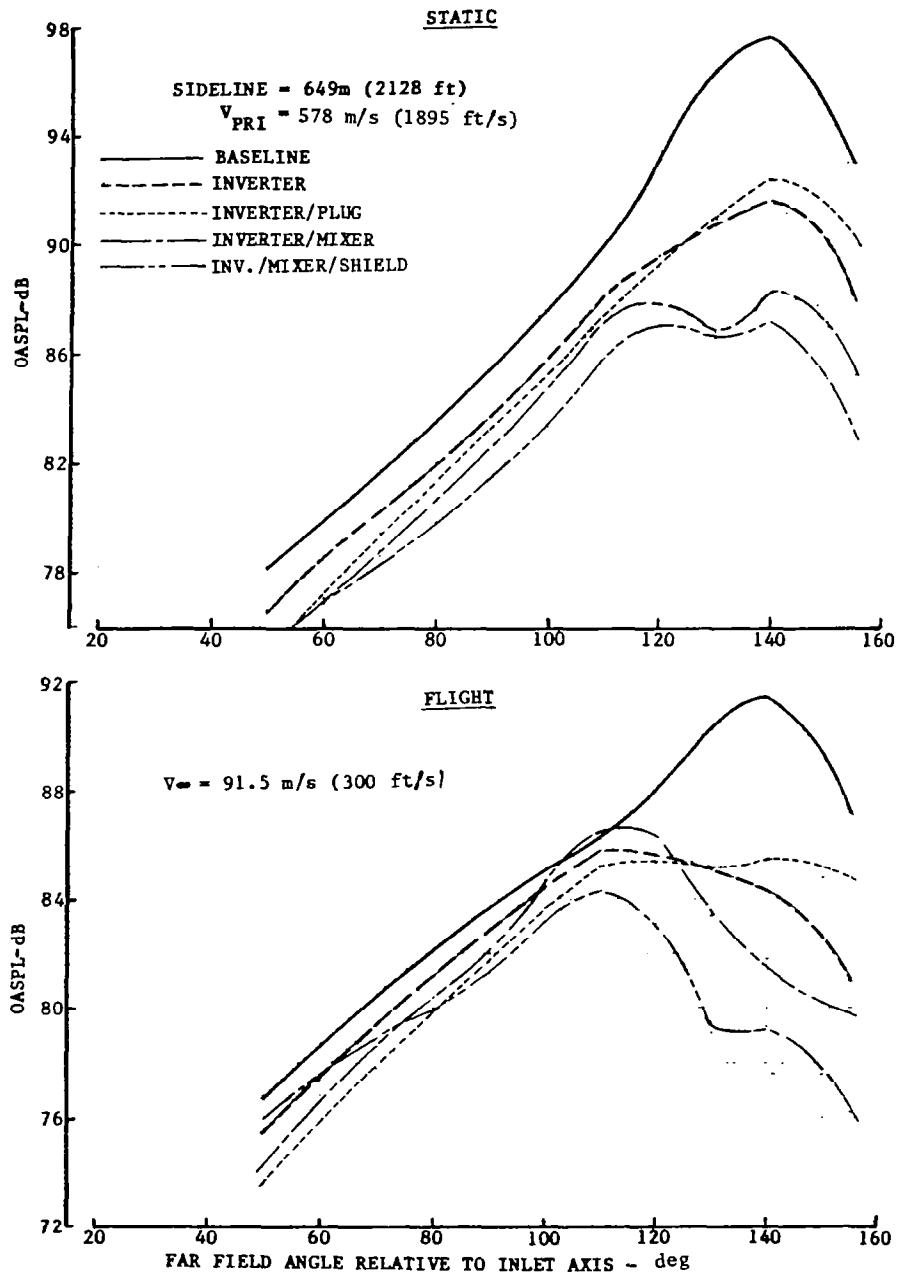 STATIC
98
94
90
86
82
78
OASPL-dB
SIDELINE = 649m (2128 ft)
V_PRI = 578 m/s (1895 ft/s)
BASELINE
INVERTER
INVERTER/PLUG
INVERTER/MIXER
INV./MIXER/SHIELD
20 40 60 80 100 120 140 160
FLIGHT
92
88
84
80
76
72
OASPL-dB
V∞ = 91.5 m/s (300 ft/s)
20 40 60 80 100 120 140 160
FAR FIELD ANGLE RELATIVE TO INLET AXIS - deg